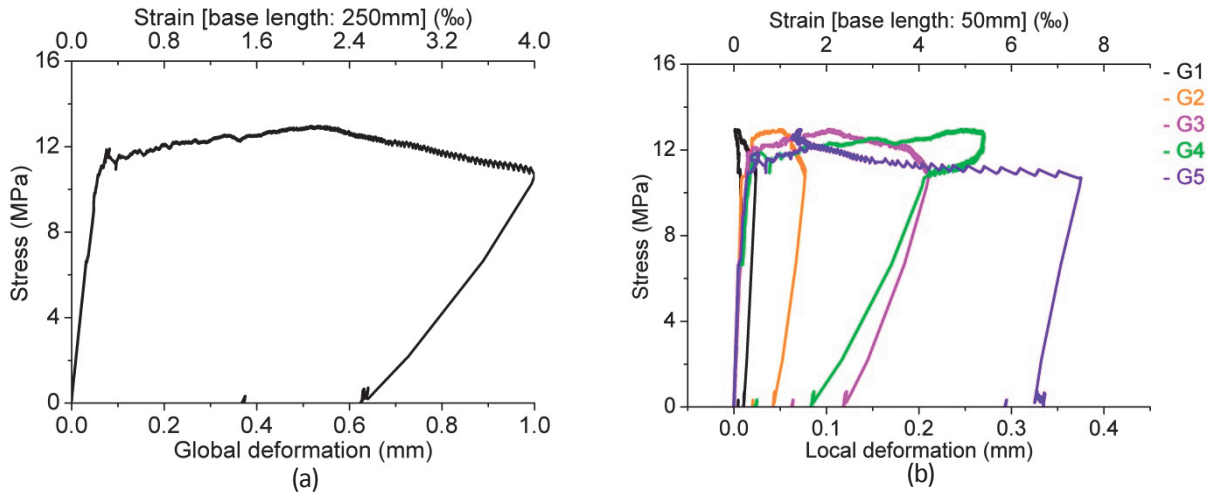 Strain [base length: 250mm] (‰)
0.0 0.8 1.6 2.4 3.2 4.0
16
12
8
4
0
Stress (MPa)
0.0 0.2 0.4 0.6 0.8 1.0
Global deformation (mm)
(a)
Strain [base length: 50mm] (‰)
0 2 4 6 8
16
12
8
4
0
Stress (MPa)
0.0 0.1 0.2 0.3 0.4
Local deformation (mm)
(b)
- G1
- G2
- G3
- G4
- G5